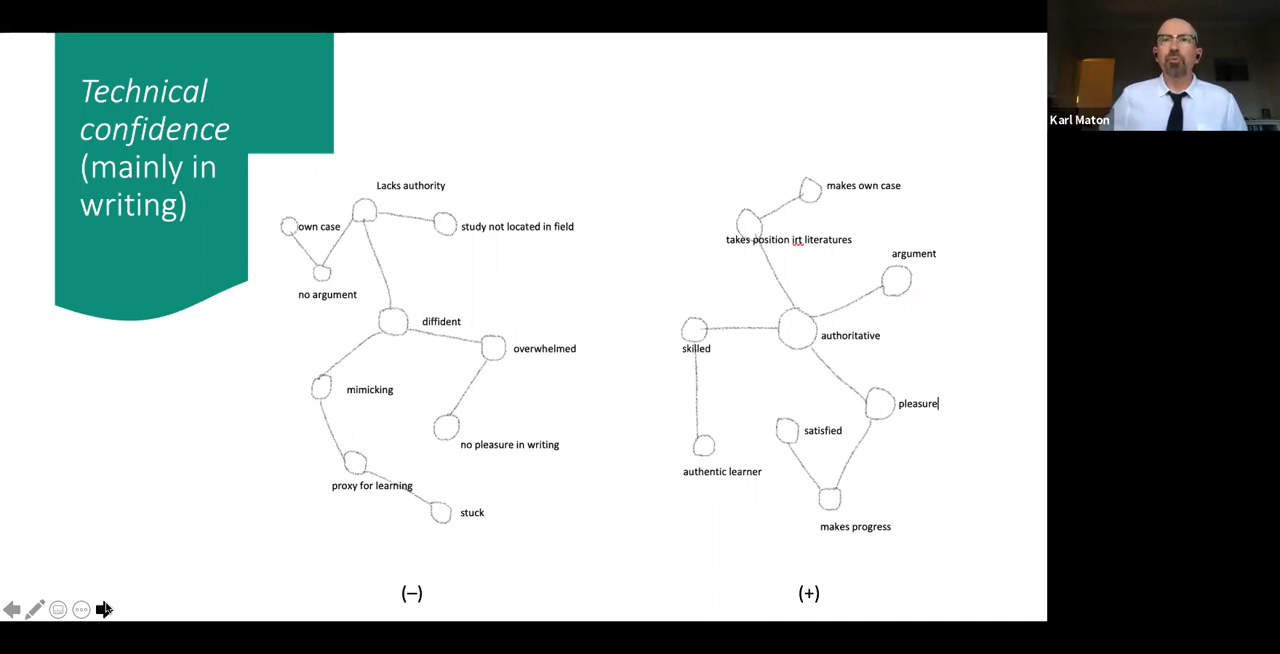 Technical
confidence
(mainly in
writing)
Karl Maton
Lacks authority
own case
study not located in field
no argument
diffident
overwhelmed
mimicking
no pleasure in writing
proxy for learning
stuck
(–)
makes own case
takes position irt literatures
argument
authoritative
skilled
pleasure
satisfied
authentic learner
makes progress
(+)